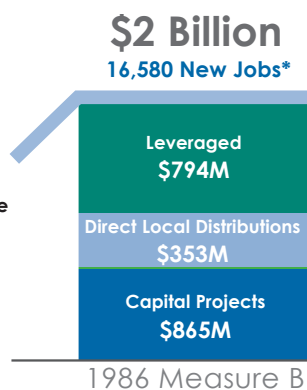 $2 Billion
16,580 New Jobs*
Leveraged
$794M
e
Direct Local Distributions
$353M
Capital Projects
$865M
1986 Measure B